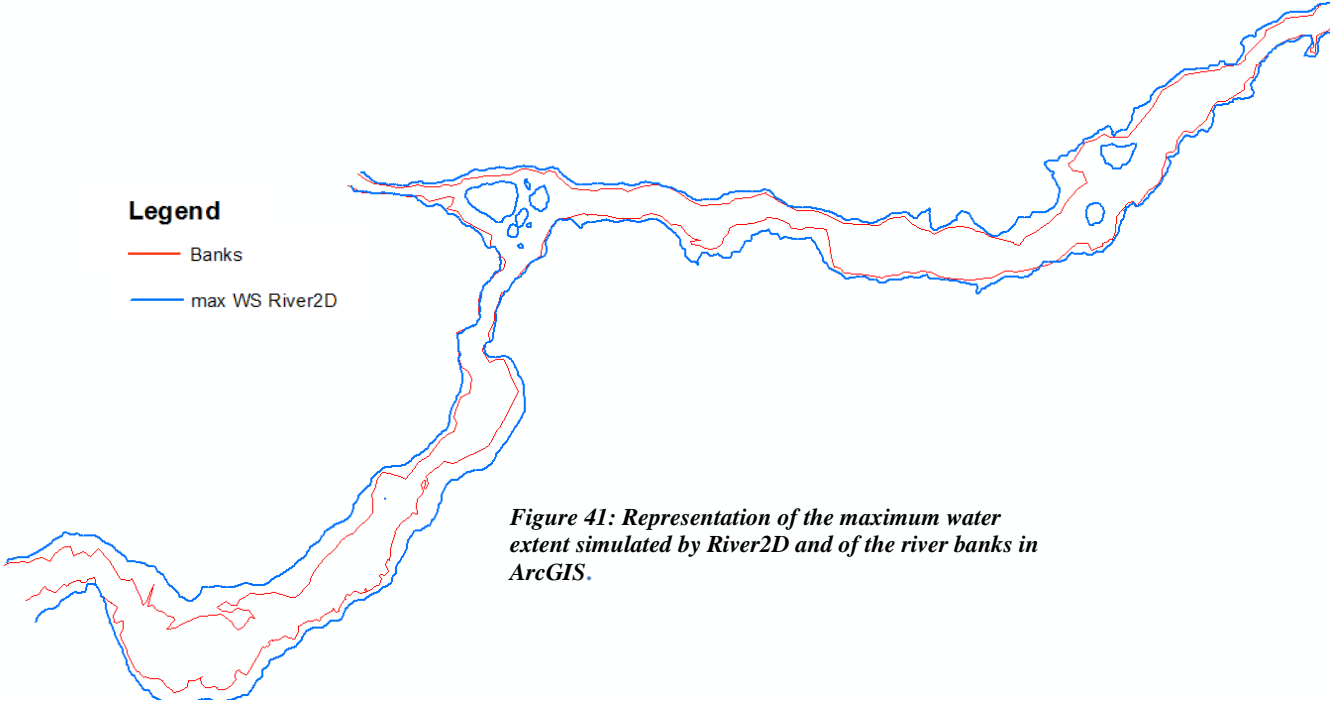 Legend
Banks
max WS River2D
Figure 41: Representation of the maximum water
extent simulated by River2D and of the river banks in
ArcGIS.